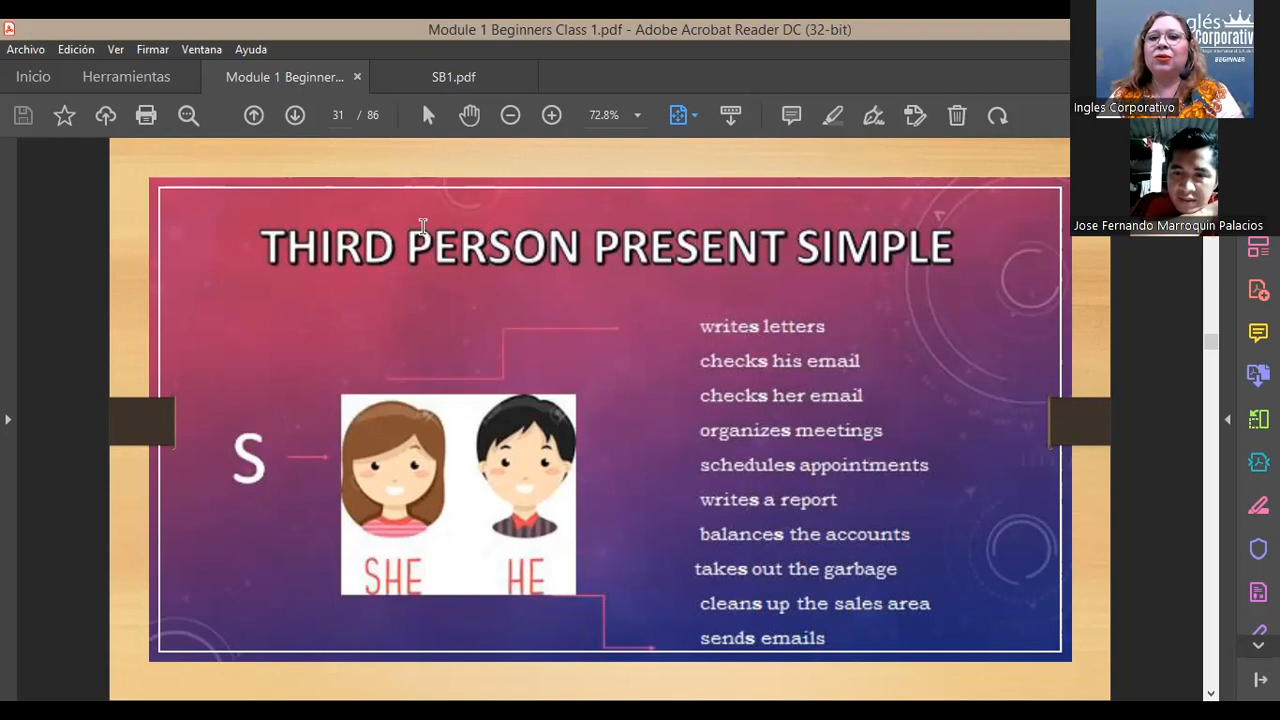 Module 1 Beginners Class 1.pdf - Adobe Acrobat Reader DC (32-bit)
Archivo Edición Ver Firmar Ventana Ayuda
Inicio Herramientas Module 1 Beginner... × SB1.pdf
31 / 86 72.8%
Inglés
Corporativo
BEGINNER
Ingles Corporativo
Jose Fernando Marroquin Palacios
THIRD PERSON PRESENT SIMPLE
S
SHE HE
writes letters
checks his email
checks her email
organizes meetings
schedules appointments
writes a report
balances the accounts
takes out the garbage
cleans up the sales area
sends emails